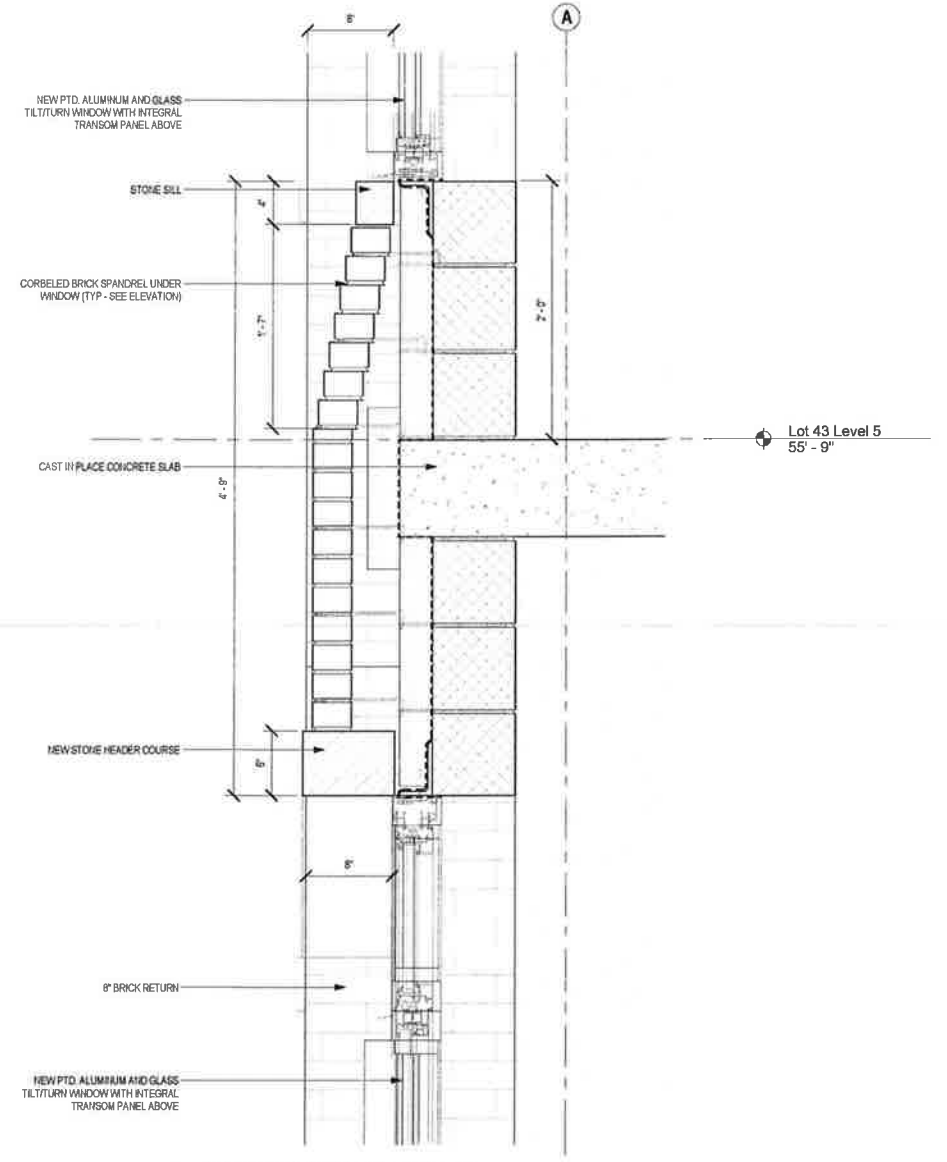 8"
A
NEW PTD. ALUMINUM AND GLASS
TILT/TURN WINDOW WITH INTEGRAL
TRANSOM PANEL ABOVE
STONE SILL
4"
CORBELED BRICK SPANDREL UNDER
WINDOW (TYP - SEE ELEVATION)
1' - 7"
2' - 0"
Lot 43 Level 5
55' - 9"
CAST IN PLACE CONCRETE SLAB
4' - 9"
NEW STONE HEADER COURSE
6"
8"
8" BRICK RETURN
NEW PTD. ALUMINUM AND GLASS
TILT/TURN WINDOW WITH INTEGRAL
TRANSOM PANEL ABOVE